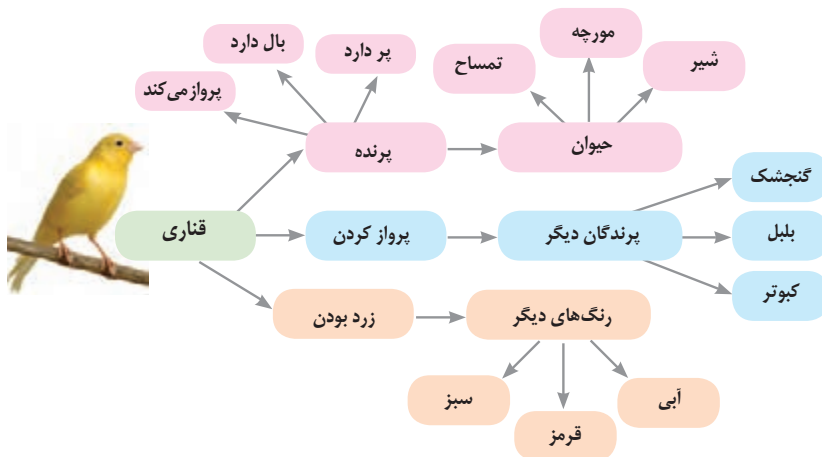 پرواز می‌کند
بال دارد
پر دارد
تمساح
مورچه
شیر
پرنده
حیوان
قناری
پرواز کردن
پرندگان دیگر
گنجشک
بلبل
کبوتر
زرد بودن
رنگ‌های دیگر
سبز
قرمز
آبی